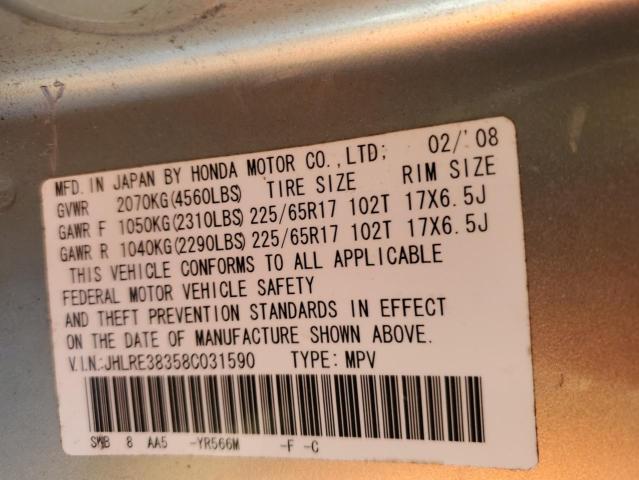 MFD. IN JAPAN BY HONDA MOTOR CO.,LTD; 02/'08
GVWR 2070KG(4560LBS) TIRE SIZE RIM SIZE
GAWR F 1050KG(2310LBS) 225/65R17 102T 17X6.5J
GAWR R 1040KG(2290LBS) 225/65R17 102T 17X6.5J
THIS VEHICLE CONFORMS TO ALL APPLICABLE
FEDERAL MOTOR VEHICLE SAFETY
AND THEFT PREVENTION STANDARDS IN EFFECT
ON THE DATE OF MANUFACTURE SHOWN ABOVE.
V.I.N.:JHLRE38358C031590 TYPE: MPV
8 AA5 -YR566M -F -C